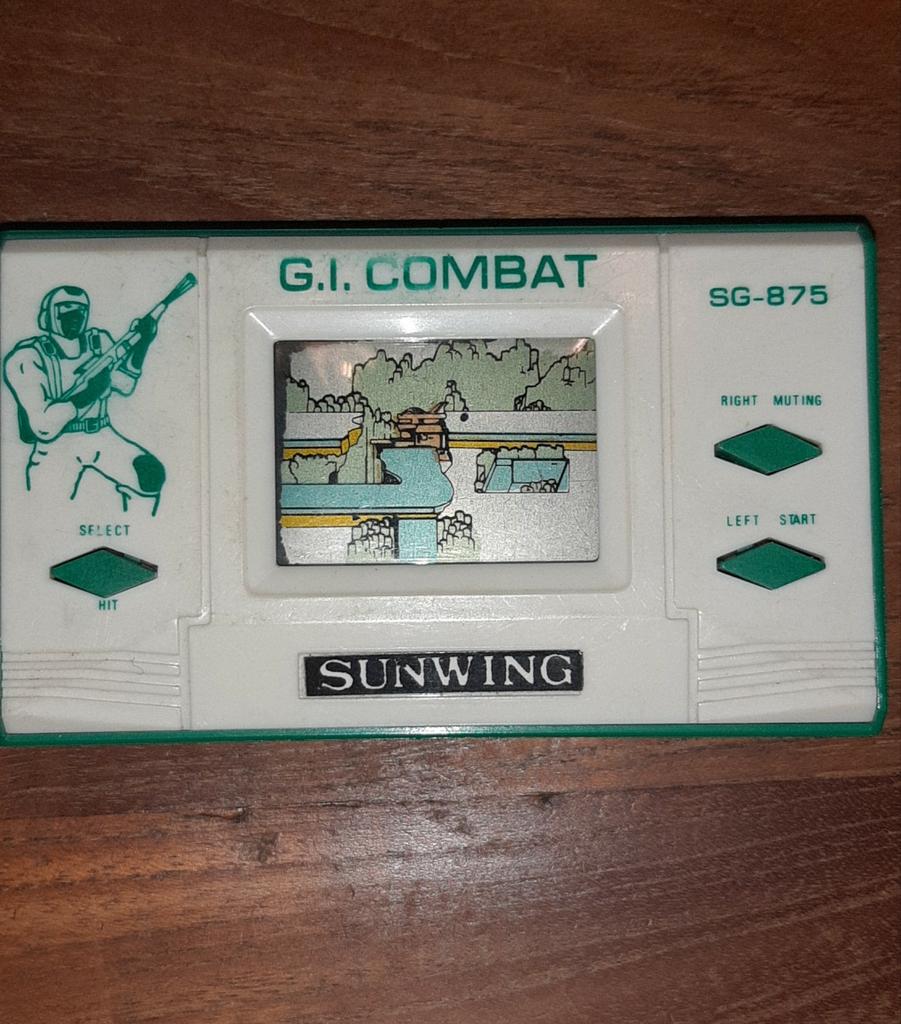 G.I. COMBAT
SG-875
RIGHT MUTING
LEFT START
SELECT
HIT
SUNWING